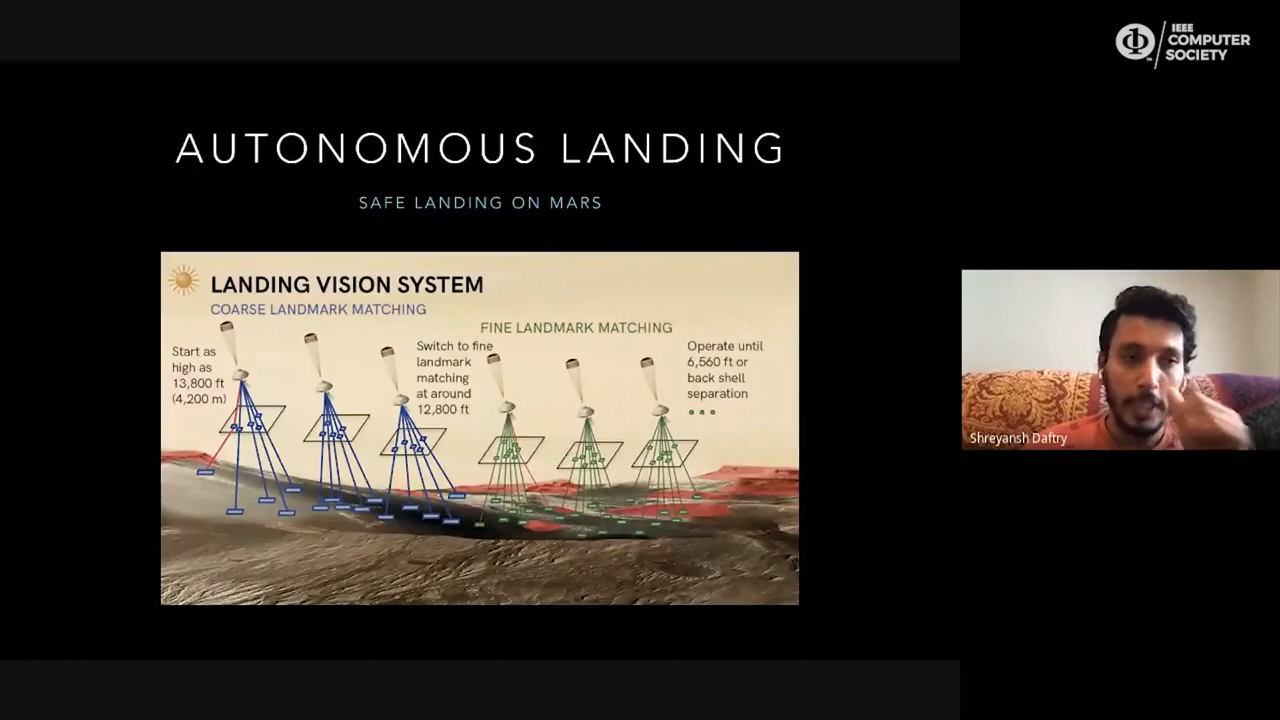 IEEE
COMPUTER
SOCIETY
AUTONOMOUS LANDING
SAFE LANDING ON MARS
LANDING VISION SYSTEM
COARSE LANDMARK MATCHING
Start as
high as
13,800 ft
(4,200 m)
Switch to fine
landmark
matching
at around
12,800 ft
FINE LANDMARK MATCHING
Operate until
6,560 ft or
back shell
separation
Shreyansh Daftry